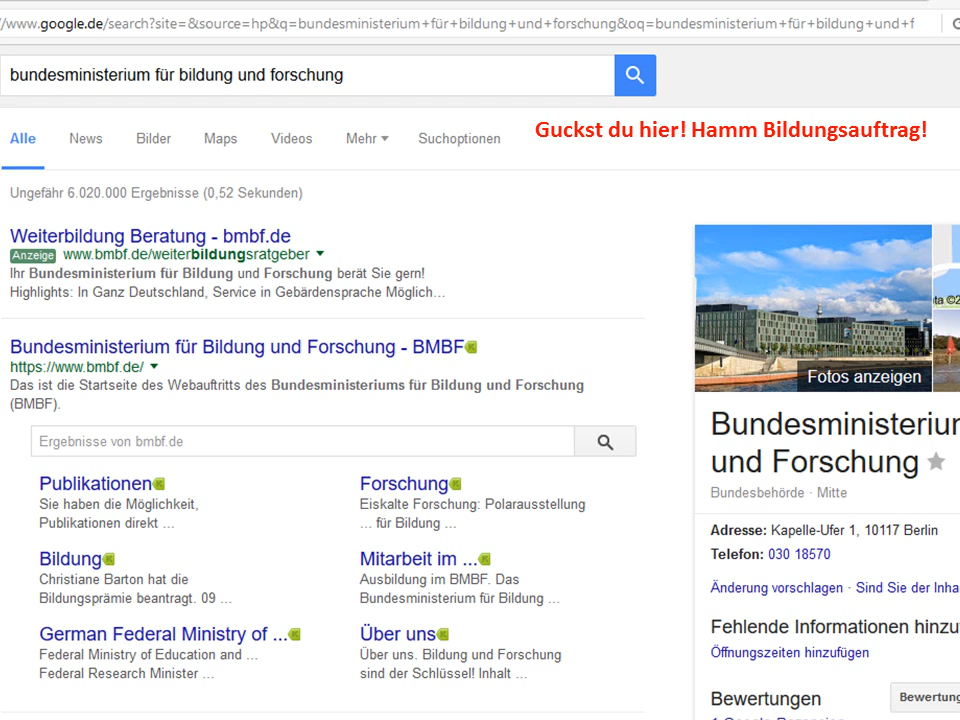 /www.google.de/search?site=&source=hp&q=bundesministerium+für+bildung+und+forschung&oq=bundesministerium+für+bildung+und+f
bundesministerium für bildung und forschung
Guckst du hier! Hamm Bildungsauftrag!
Alle News Bilder Maps Videos Mehr Suchoptionen
Ungefähr 6.020.000 Ergebnisse (0,52 Sekunden)
Weiterbildung Beratung - bmbf.de
Anzeige www.bmbf.de/weiterbildungsratgeber
Ihr Bundesministerium für Bildung und Forschung berät Sie gern!
Highlights: In Ganz Deutschland, Service in Gebärdensprache Möglich…
Bundesministerium für Bildung und Forschung - BMBF
https://www.bmbf.de/
Das ist die Startseite des Webauftritts des Bundesministeriums für Bildung und Forschung
(BMBF).
Ergebnisse von bmbf.de
Publikationen
Sie haben die Möglichkeit,
Publikationen direkt ...
Forschung
Eiskalte Forschung: Polarausstellung
... für Bildung ...
Bildung
Christiane Barton hat die
Bildungsprämie beantragt. 09 ...
Mitarbeit im ...
Ausbildung im BMBF. Das
Bundesministerium für Bildung ...
German Federal Ministry of ...
Federal Ministry of Education and ...
Federal Research Minister ...
Über uns
Über uns. Bildung und Forschung
sind der Schlüssel! Inhalt ...
ta ©2
Fotos anzeigen
Bundesministeriun
und Forschung
Bundesbehörde · Mitte
Adresse: Kapelle-Ufer 1, 10117 Berlin
Telefon: 030 18570
Änderung vorschlagen · Sind Sie der Inha
Fehlende Informationen hinzu
Öffnungszeiten hinzufügen
Bewertungen
Bewertung